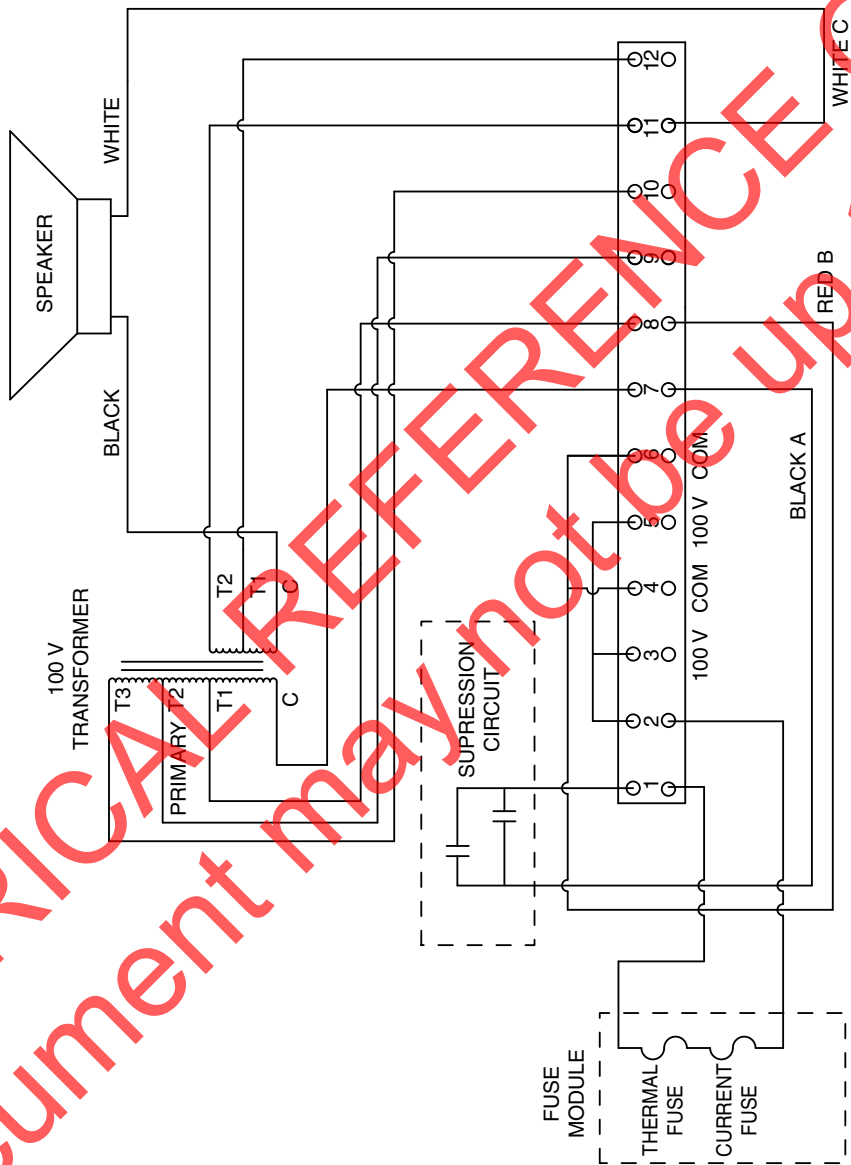 SPEAKER
WHITE
BLACK
100 V
TRANSFORMER
T3
T2
T1
C
PRIMARY
T2
T1
C
SUPRESSION
CIRCUIT
FUSE
MODULE
THERMAL
FUSE
CURRENT
FUSE
1 2 3 4 5 6 7 8 9 10 11 12
100 V COM 100 V COM
BLACK A
RED B
WHITE C
RICAL REFERENCE
cument may not be up